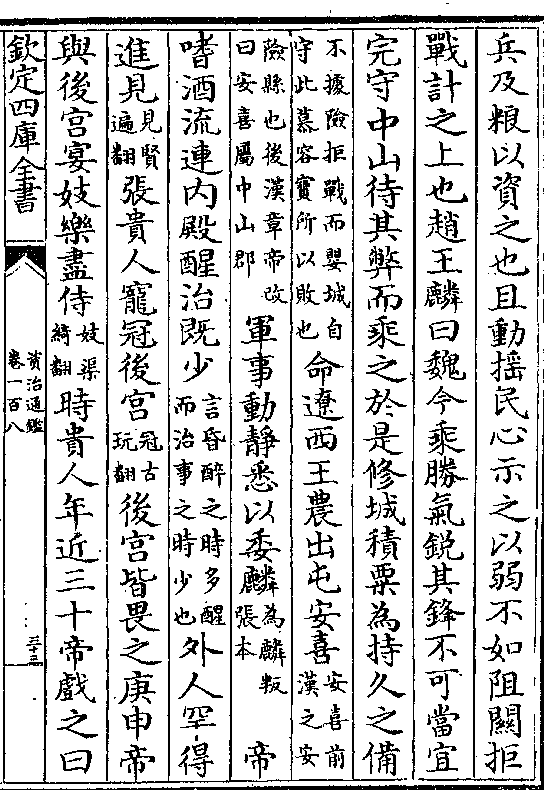 兵及粮以資之也且動揺民心示之以弱不如阻闗拒
戰計之上也趙王麟曰魏今乘勝氣銳其鋒不可當宜
完守中山待其弊而乘之於是修城積粟為持久之備
不據險拒戰而嬰城自
守此慕容寶所以敗也
命遼西王農出屯安喜
安喜前
漢之安
險縣也後漢章帝改
曰安喜屬中山郡
軍事動靜悉以委麟
為麟叛
張本
帝
嗜酒流連内殿醒治既少
言昏醉之時多醒
而治事之時少也
外人罕得
進見
見賢
遍翻
張貴人寵冠後宮
冠古
玩翻
後宮皆畏之庚申帝
與後宮宴妓樂盡侍
妓渠
綺翻
時貴人年近三十帝戲之曰
欽定四庫全書
資治通鑑
卷一百八
三十三